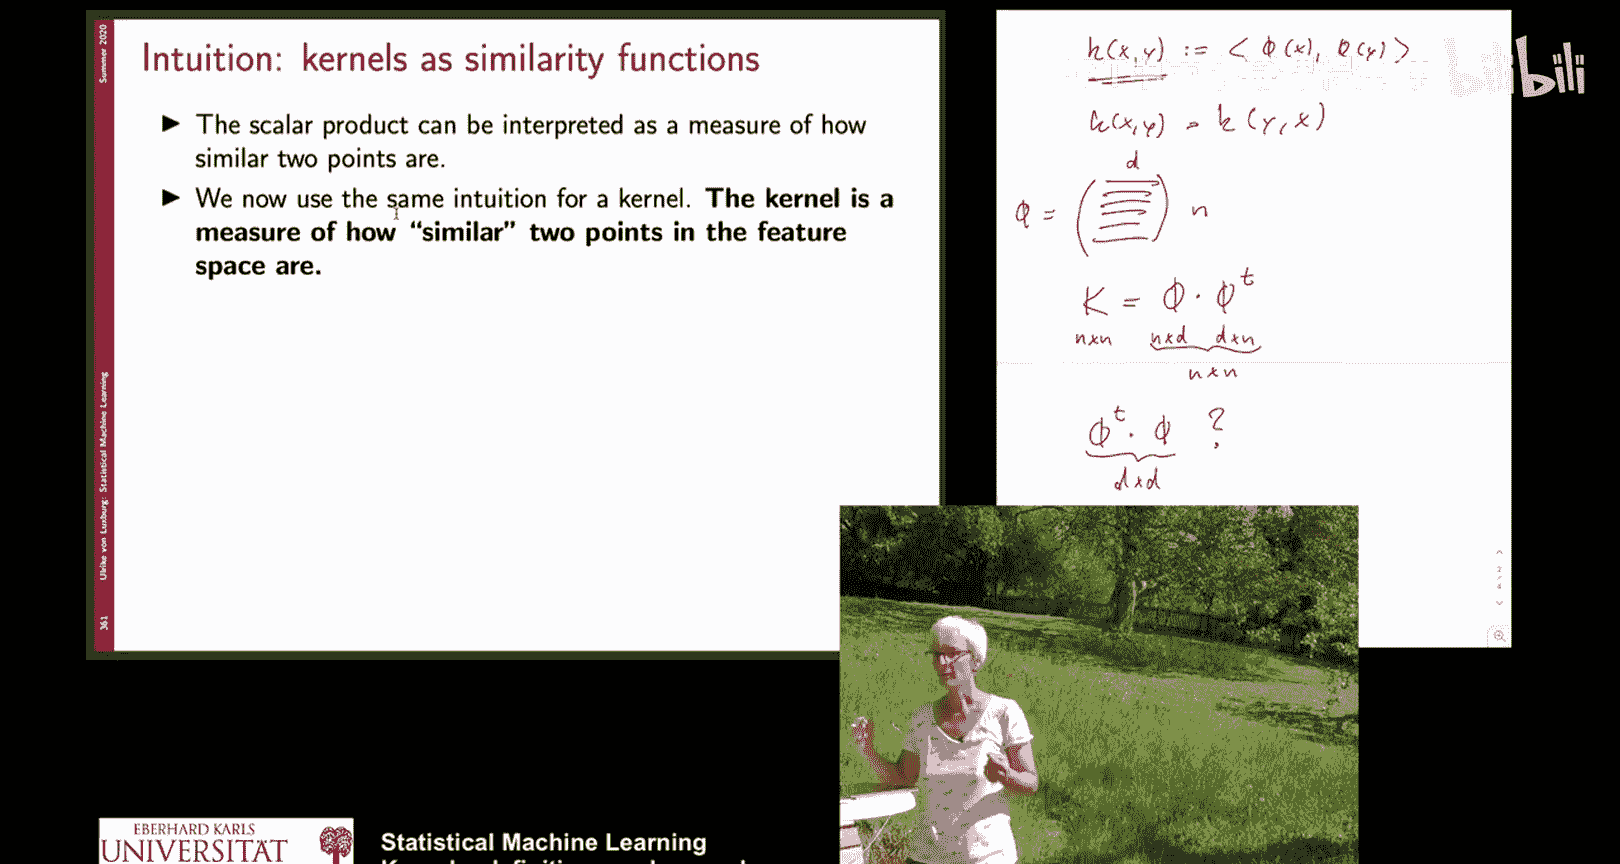 Summer 2020
Ulrike von Luxburg: Statistical Machine Learning
361
Intuition: kernels as similarity functions
► The scalar product can be interpreted as a measure of how
similar two points are.
► We now use the same intuition for a kernel. The kernel is a
measure of how “similar” two points in the feature
space are.
k(x,y) := < Φ(x), Φ(y) >
k(x,y) = k(y,x)
d
Φ = ( ) n
K = Φ · Φ^t
n×n n×d d×n
n×n
Φ^t · Φ ?
d×d
bilibili
EBERHARD KARLS
UNIVERSITÄT
Statistical Machine Learning